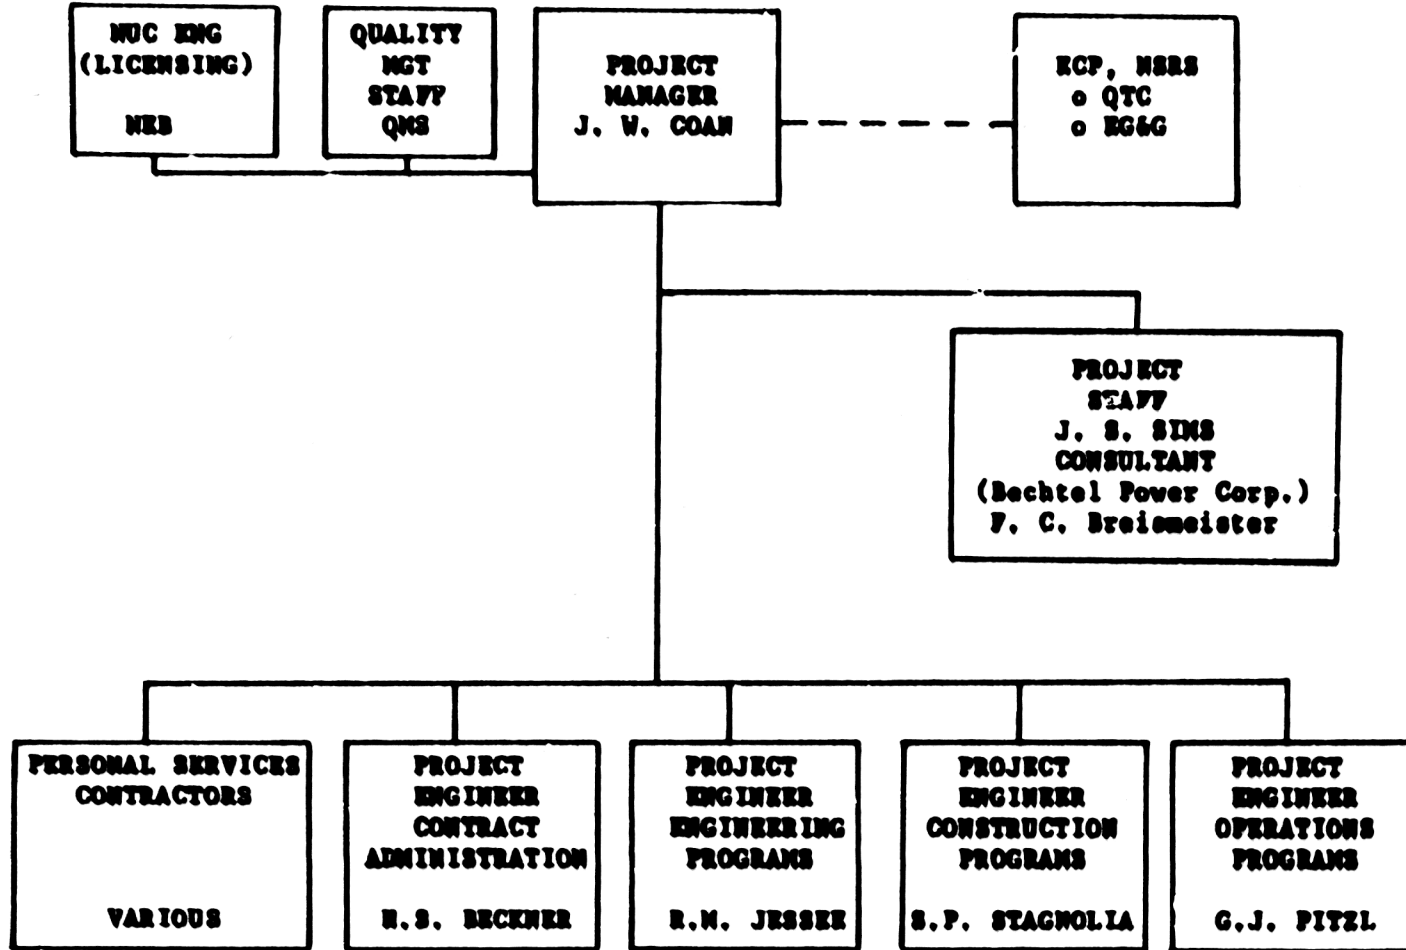 NUC ENG
(LICENSING)
NEB
QUALITY
MGT
STAFF
QMS
PROJECT
MANAGER
J. W. COAN
ECP, NSRS
o QTC
o EG&G
PROJECT
STAFF
J. S. SIMS
CONSULTANT
(Bechtel Power Corp.)
F. C. Breismeister
PERSONAL SERVICES
CONTRACTORS
VARIOUS
PROJECT
ENGINEER
CONTRACT
ADMINISTRATION
H.S. BECKNER
PROJECT
ENGINEER
ENGINEERING
PROGRAMS
R.M. JESSEE
PROJECT
ENGINEER
CONSTRUCTION
PROGRAMS
S.P. STAGNOLIA
PROJECT
ENGINEER
OPERATIONS
PROGRAMS
G.J. PITZL